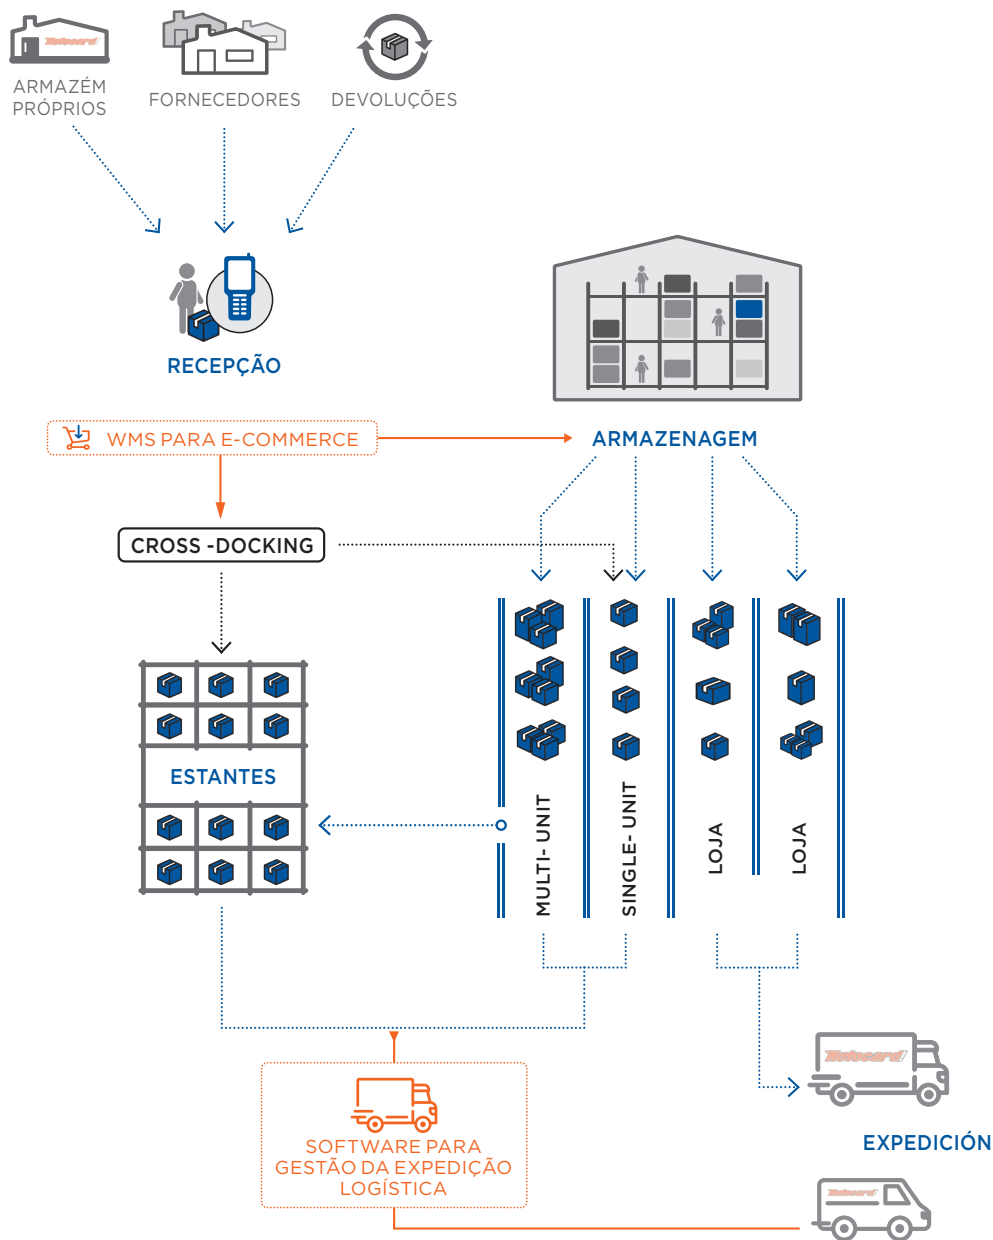 ARMAZÉM
PRÓPRIOS
FORNECEDORES
DEVOLUÇÕES
RECEPÇÃO
WMS PARA E-COMMERCE
ARMAZENAGEM
CROSS -DOCKING
ESTANTES
MULTI- UNIT
SINGLE- UNIT
LOJA
LOJA
SOFTWARE PARA
GESTÃO DA EXPEDIÇÃO
LOGÍSTICA
EXPEDICIÓN